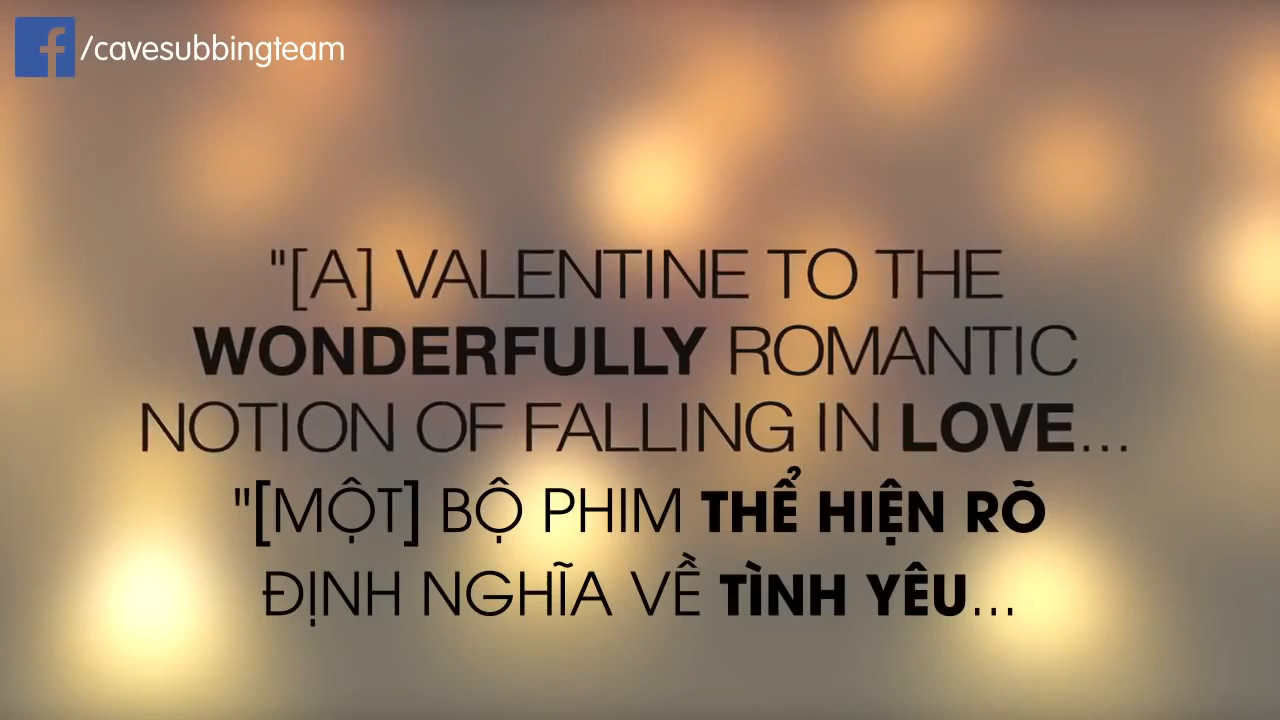 /cavesubbingteam
"[A] VALENTINE TO THE
WONDERFULLY ROMANTIC
NOTION OF FALLING IN LOVE...
"[MỘT] BỘ PHIM THỂ HIỆN RÕ
ĐỊNH NGHĨA VỀ TÌNH YÊU...